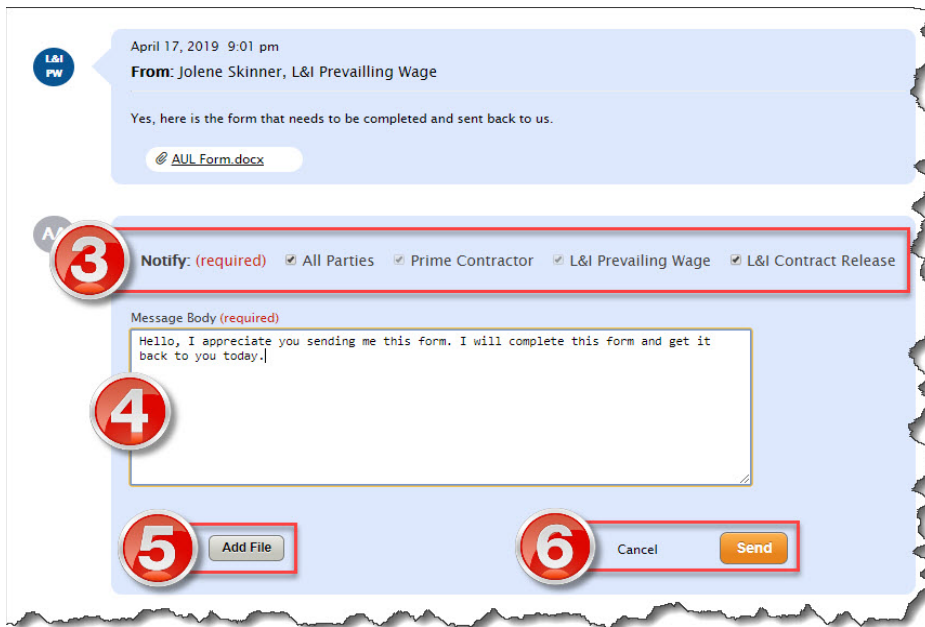 L&I
PW
April 17, 2019 9:01 pm
From: Jolene Skinner, L&I Prevailling Wage
Yes, here is the form that needs to be completed and sent back to us.
AUL Form.docx
3
Notify: (required) All Parties Prime Contractor L&I Prevailing Wage L&I Contract Release
Message Body (required)
Hello, I appreciate you sending me this form. I will complete this form and get it
back to you today.
4
5 Add File
6 Cancel Send